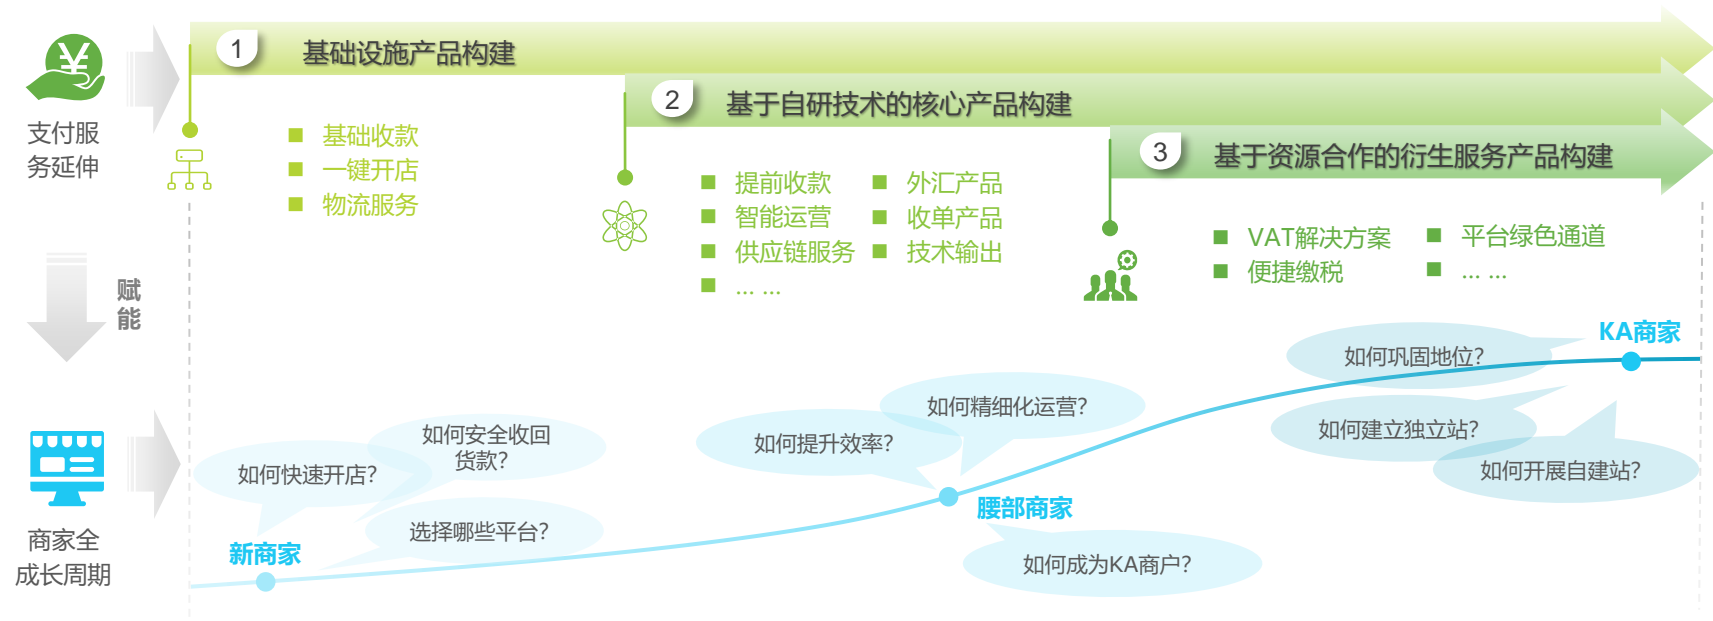 支付服
务延伸
1
基础设施产品构建
基础收款
一键开店
物流服务
2
基于自研技术的核心产品构建
提前收款
智能运营
供应链服务
... ...
外汇产品
收单产品
技术输出
3
基于资源合作的衍生服务产品构建
VAT解决方案
便捷缴税
平台绿色通道
... ...
赋
能
商家全
成长周期
如何快速开店？
如何安全收回
货款？
选择哪些平台？
新商家
如何提升效率？
如何精细化运营？
腰部商家
如何成为KA商户？
如何巩固地位？
KA商家
如何建立独立站？
如何开展自建站？